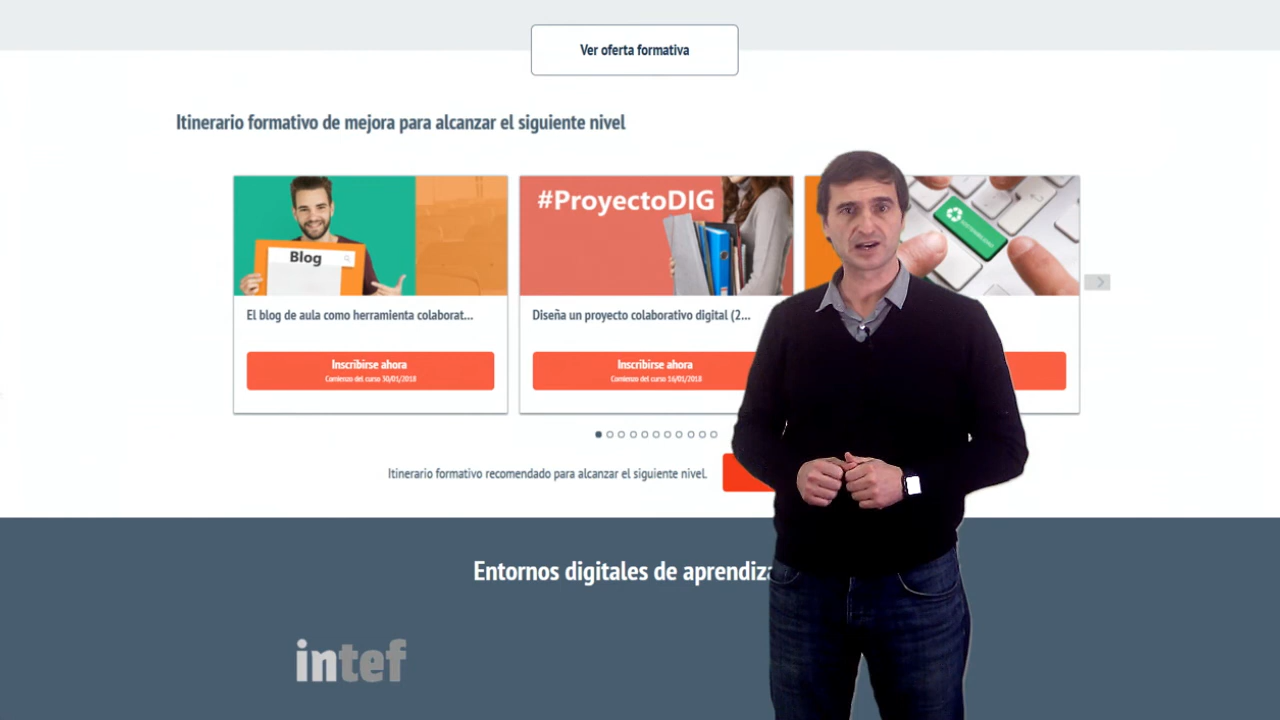 Ver oferta formativa
Itinerario formativo de mejora para alcanzar el siguiente nivel
Blog
#ProyectoDIG
El blog de aula como herramienta colaborat...
Diseña un proyecto colaborativo digital (2...
Inscribirse ahora
Comienzo del curso 30/01/2018
Inscribirse ahora
Comienzo del curso 16/01/2018
Itinerario formativo recomendado para alcanzar el siguiente nivel.
Entornos digitales de aprendiza
intef